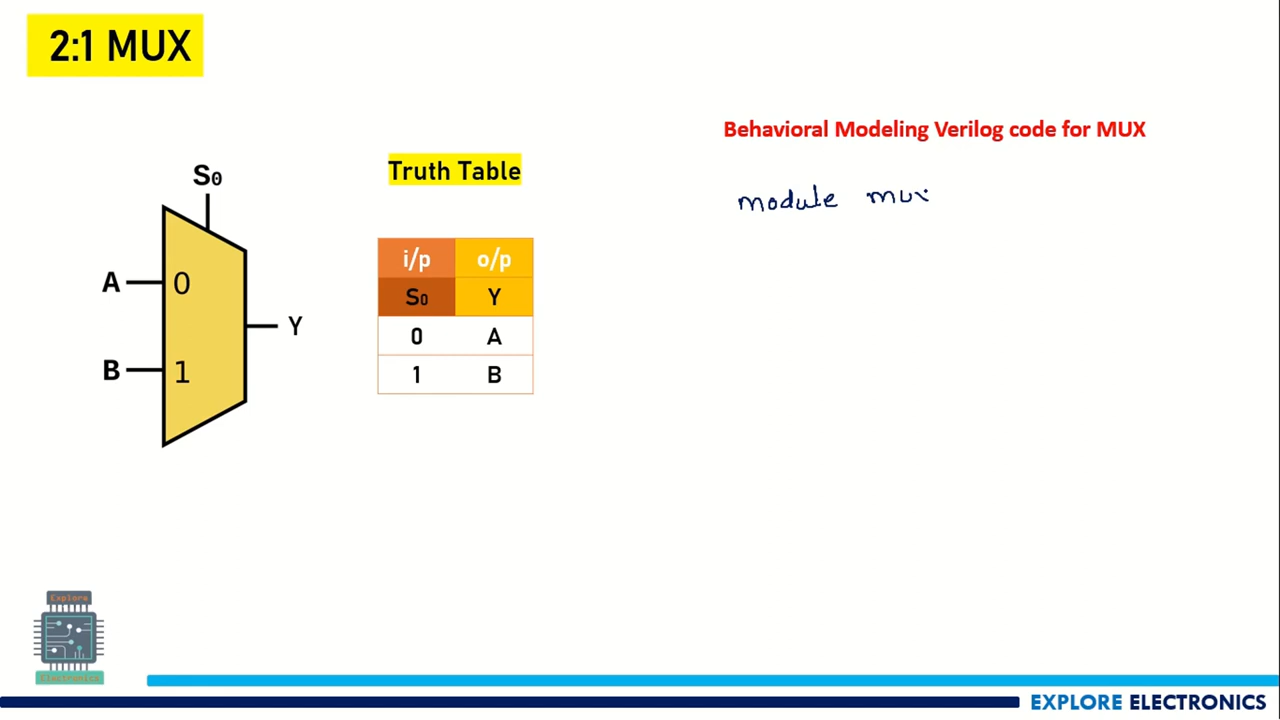 2:1 MUX
Behavioral Modeling Verilog code for MUX
module mux
S0
A
0
B
1
Y
Truth Table
i/p o/p
S0 Y
0 A
1 B
Explore
Electronics
EXPLORE ELECTRONICS